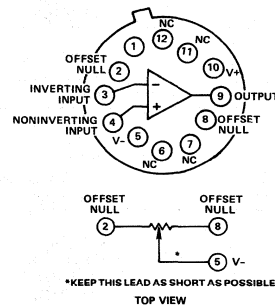 NC
12
NC
1
11
OFFSET
NULL
2
10
V+
INVERTING
INPUT
3
−
9
OUTPUT
NONINVERTING
INPUT
4
+
8
OFFSET
NULL
V−
5
6
7
NC
NC
OFFSET
NULL
OFFSET
NULL
2
8
*
5
V−
*KEEP THIS LEAD AS SHORT AS POSSIBLE
TOP VIEW